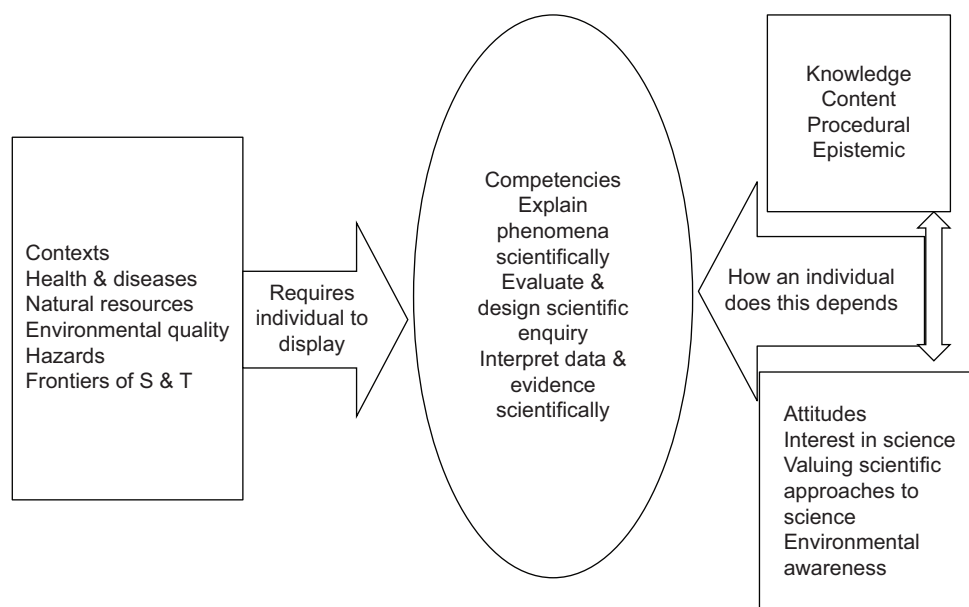 Contexts
Health & diseases
Natural resources
Environmental quality
Hazards
Frontiers of S & T
Requires
individual to
display
Competencies
Explain
phenomena
scientifically
Evaluate &
design scientific
enquiry
Interpret data &
evidence
scientifically
How an individual
does this depends
Knowledge
Content
Procedural
Epistemic
Attitudes
Interest in science
Valuing scientific
approaches to
science
Environmental
awareness